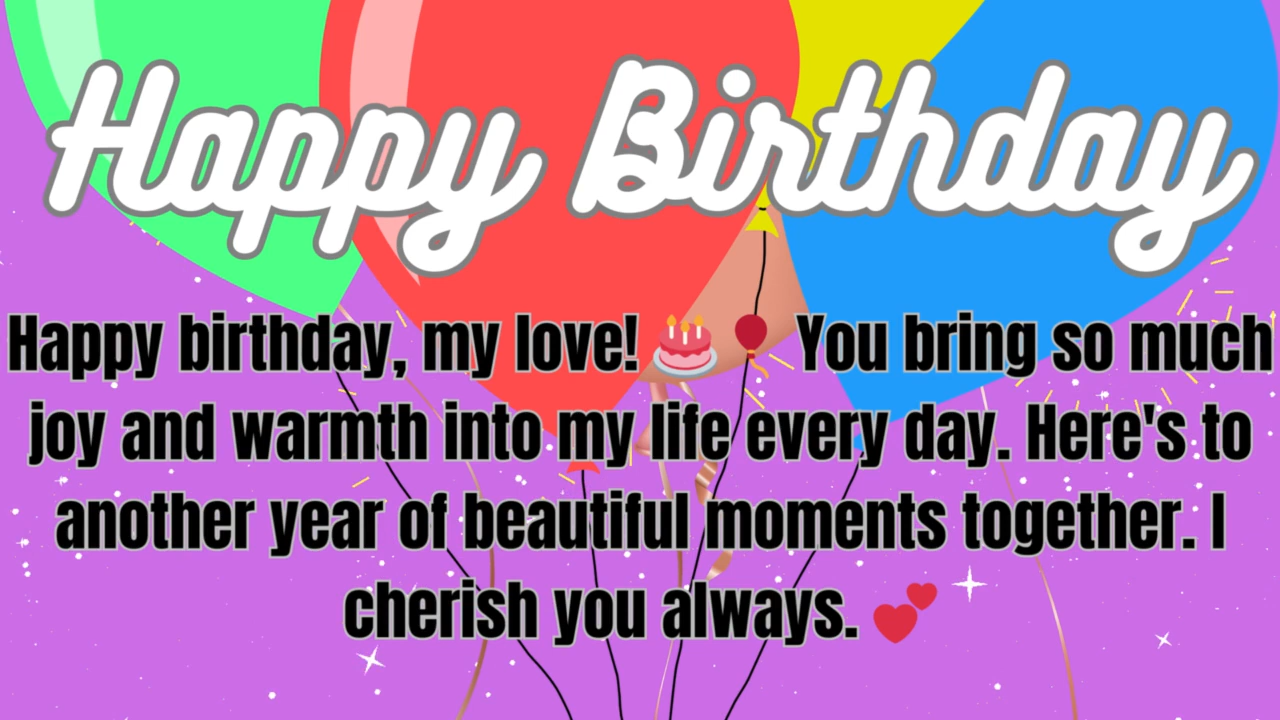 Happy Birthday
Happy birthday, my love! 🎂🎈 You bring so much
joy and warmth into my life every day. Here's to
another year of beautiful moments together. I
cherish you always. 💕